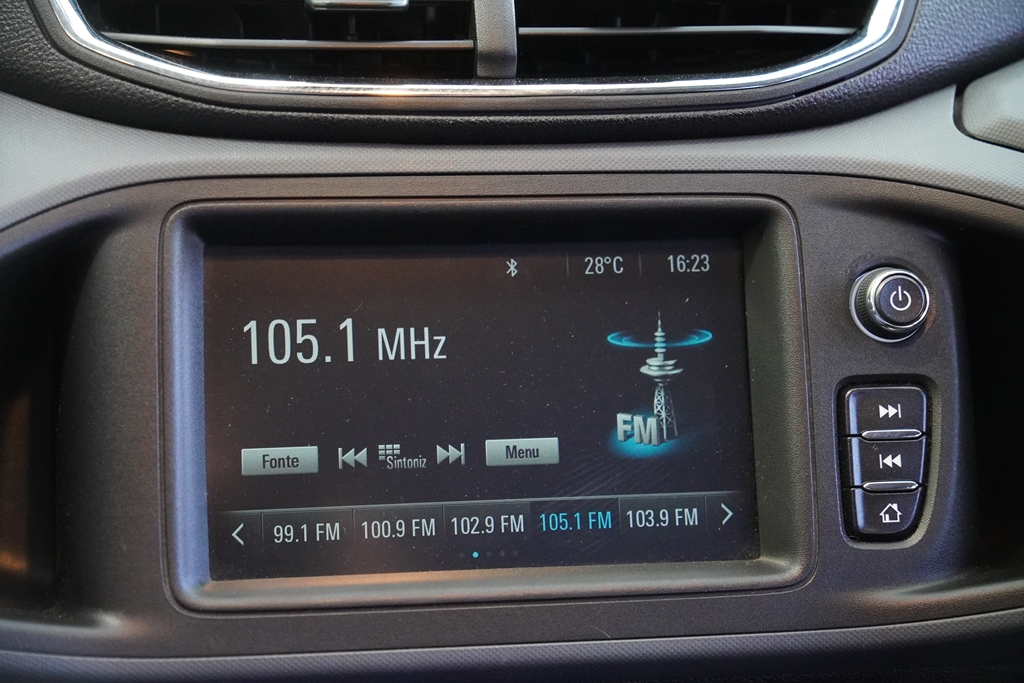 28°C 16:23
105.1 MHz
FM
Fonte Sintoniz Menu
99.1 FM 100.9 FM 102.9 FM 105.1 FM 103.9 FM